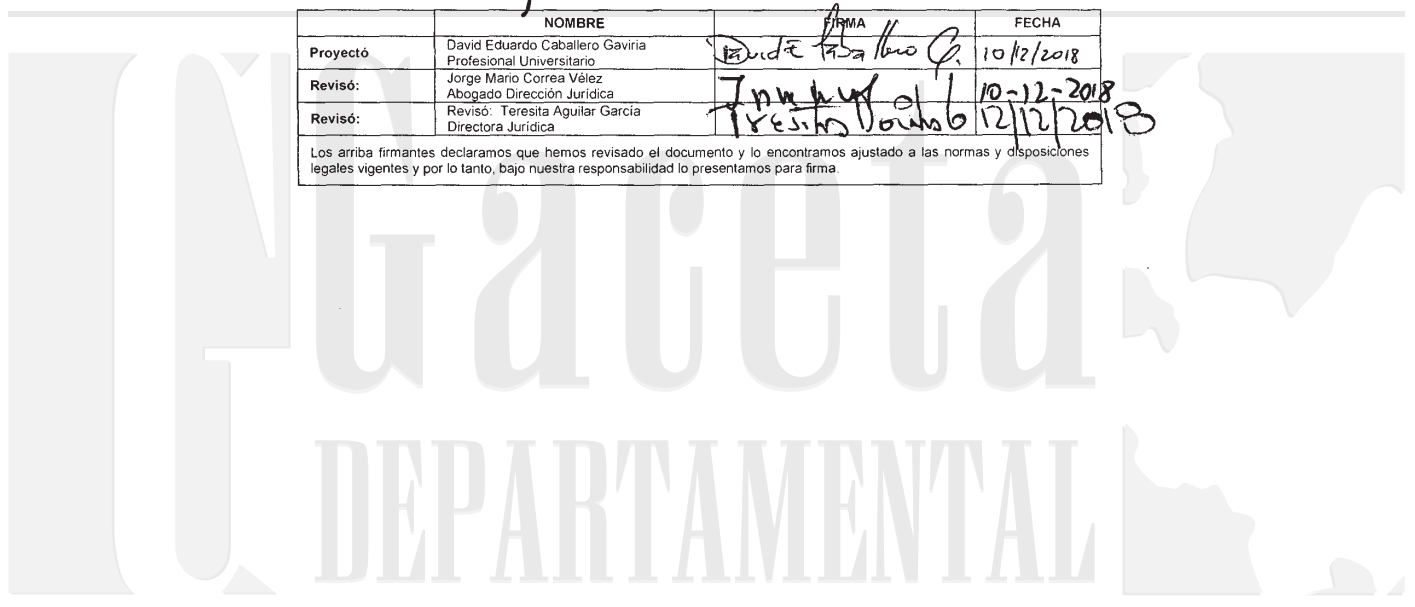 NOMBRE FIRMA FECHA
Proyectó David Eduardo Caballero Gaviria
Profesional Universitario David E Caballero G. 10/12/2018
Revisó: Jorge Mario Correa Vélez
Abogado Dirección Jurídica 10-12-2018
Revisó: Revisó: Teresita Aguilar García
Directora Jurídica Teresita 12/12/2018
Los arriba firmantes declaramos que hemos revisado el documento y lo encontramos ajustado a las normas y disposiciones
legales vigentes y por lo tanto, bajo nuestra responsabilidad lo presentamos para firma.
Gaceta
DEPARTAMENTAL